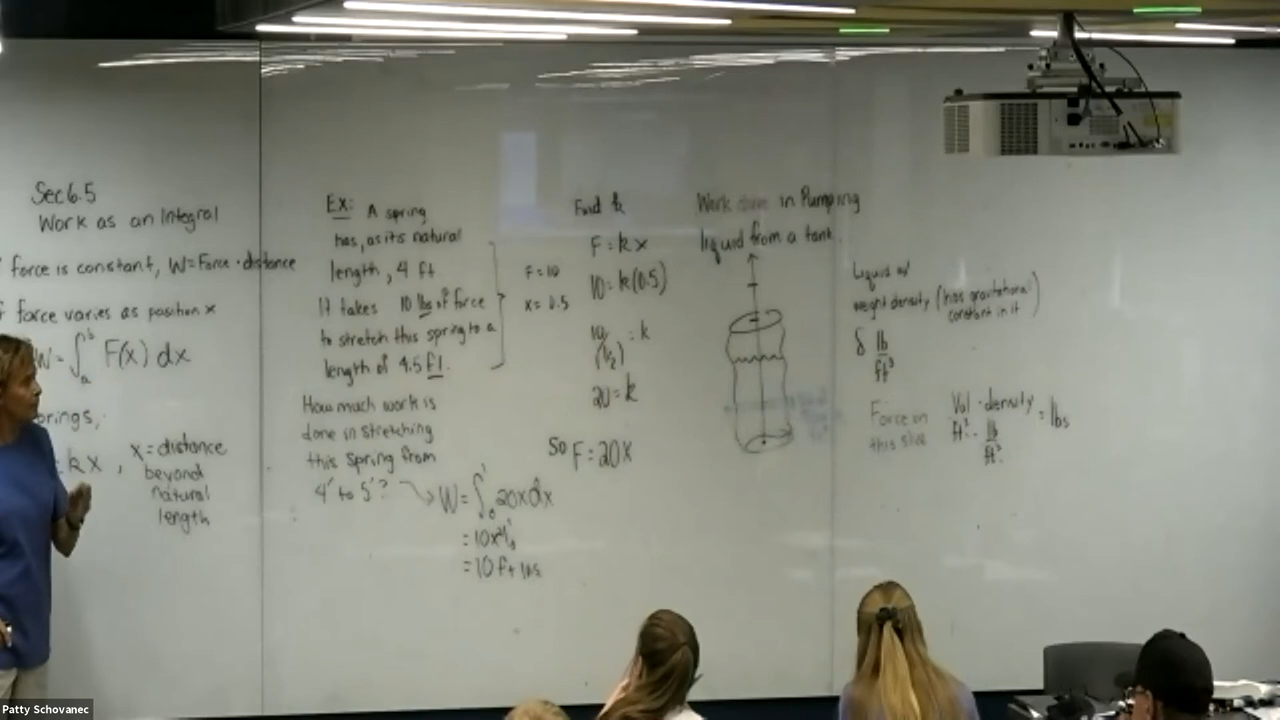 Sec 6.5
Work as an Integral
force is constant, W=Force · distance
force varies as position x
W=∫ₐᵇ F(x) dx
kx, x=distance
beyond
natural
length
Ex: A spring
has, as its natural
length, 4 ft
It takes 10 lbs of force
to stretch this spring to a
length of 4.5 ft.
How much work is
done in stretching
this Spring from
4' to 5'?
F=10
x=0.5
W=∫₀¹ 20x dx
=10x²|₀¹
=10 ft lbs
Find k
F=kx
10=k(0.5)
10/(1/2)=k
20=k
So F=20x
Work done in Pumping
liquid from a tank
Liquid w/
weight density (has gravitational
constant in it)
δ lb/ft³
Force on
this slice
Vol · density = lbs
ft³ · lb/ft³
Patty Schovanec